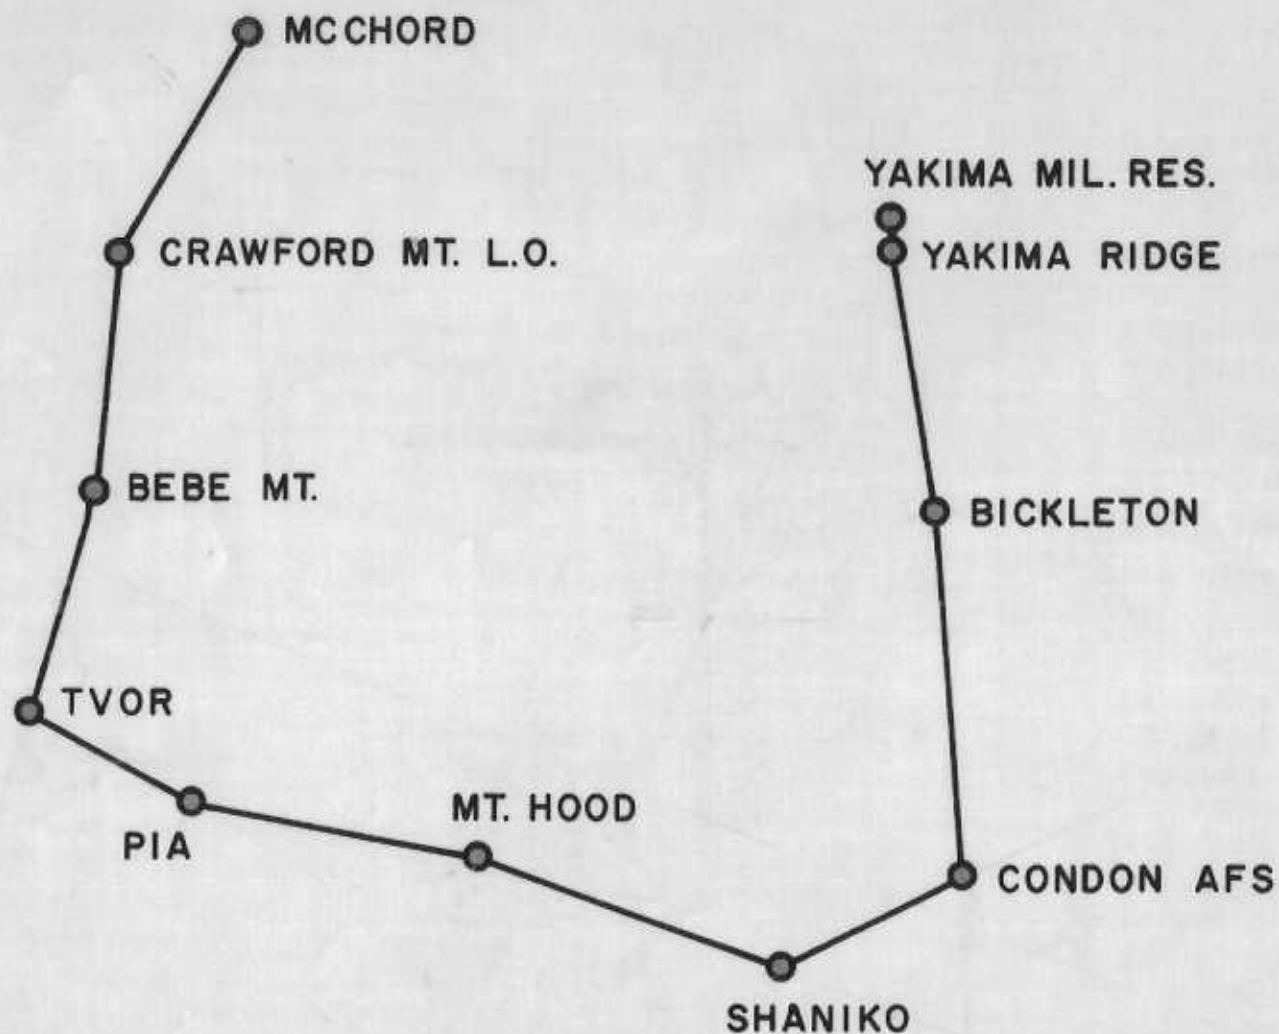 MCCHORD
YAKIMA MIL. RES.
CRAWFORD MT. L.O.
YAKIMA RIDGE
BEBE MT.
BICKLETON
TVOR
MT. HOOD
PIA
CONDON AFS
SHANIKO